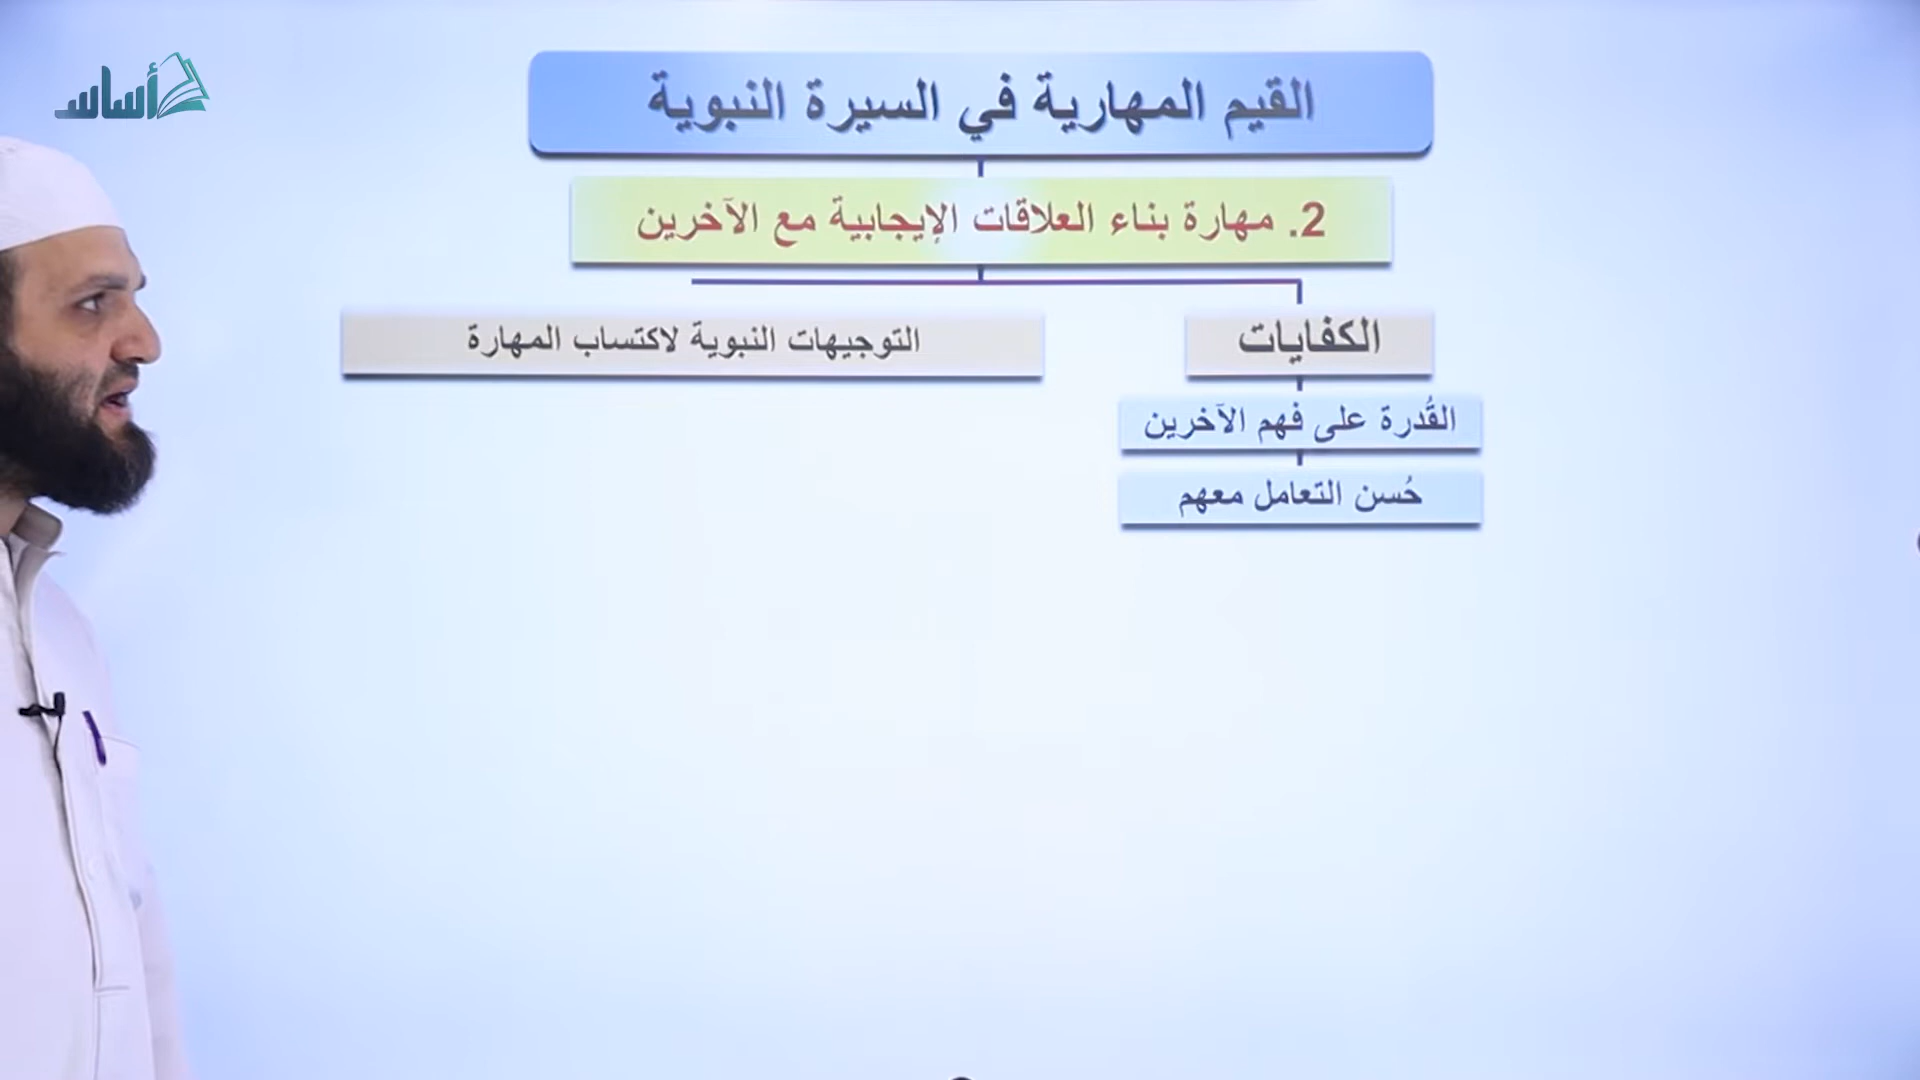 أساس
القيم المهارية في السيرة النبوية
2. مهارة بناء العلاقات الإيجابية مع الآخرين
الكفايات
التوجيهات النبوية لاكتساب المهارة
القُدرة على فهم الآخرين
حُسن التعامل معهم